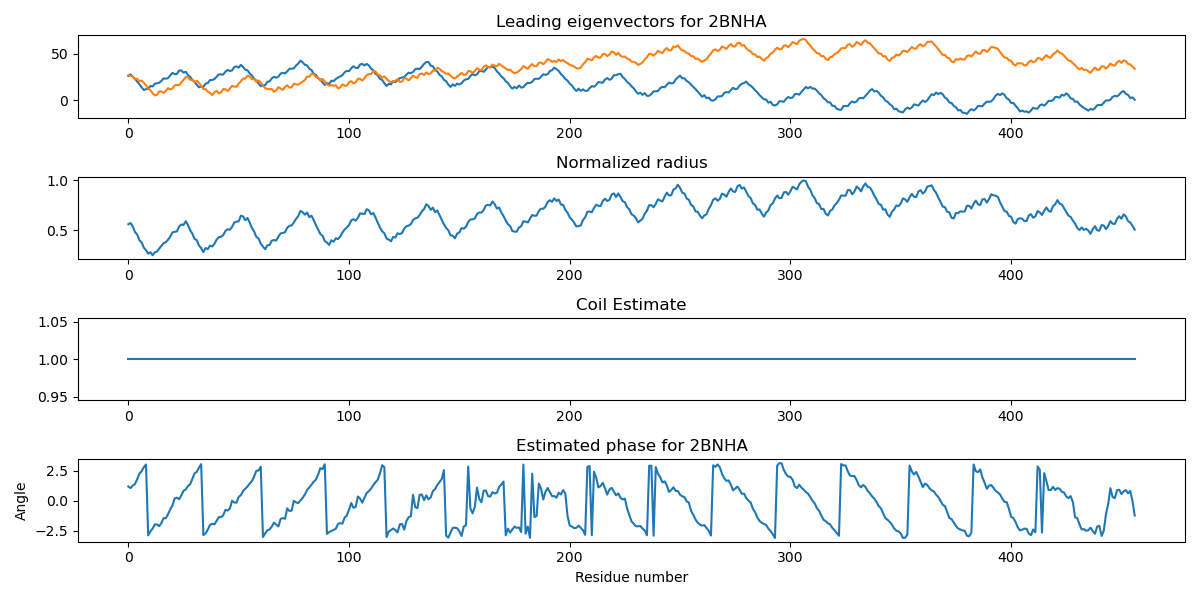 Leading eigenvectors for 2BNHA
50
0
0 100 200 300 400
Normalized radius
1.0
0.5
0 100 200 300 400
Coil Estimate
1.05
1.00
0.95
0 100 200 300 400
Estimated phase for 2BNHA
Angle
2.5
0.0
−2.5
0 100 200 300 400
Residue number